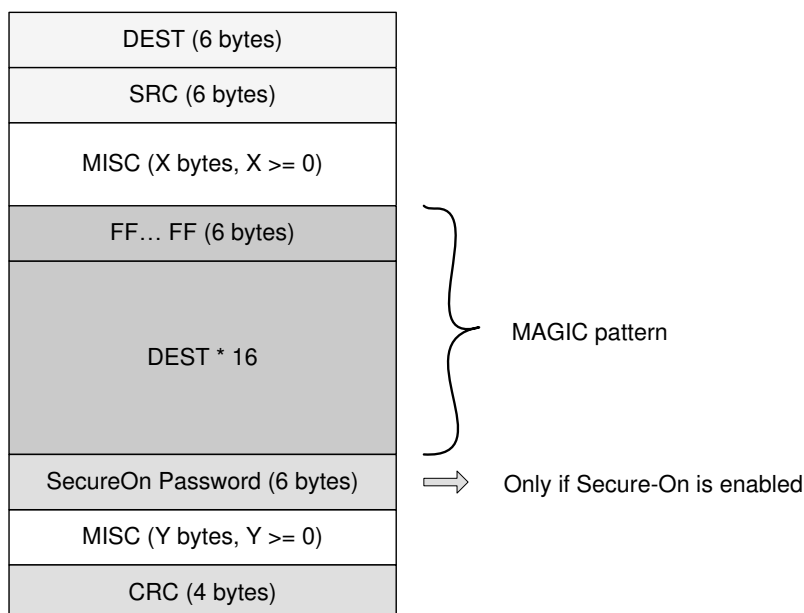 DEST (6 bytes)
SRC (6 bytes)
MISC (X bytes, X >= 0)
FF… FF (6 bytes)
DEST * 16
MAGIC pattern
SecureOn Password (6 bytes)
Only if Secure-On is enabled
MISC (Y bytes, Y >= 0)
CRC (4 bytes)